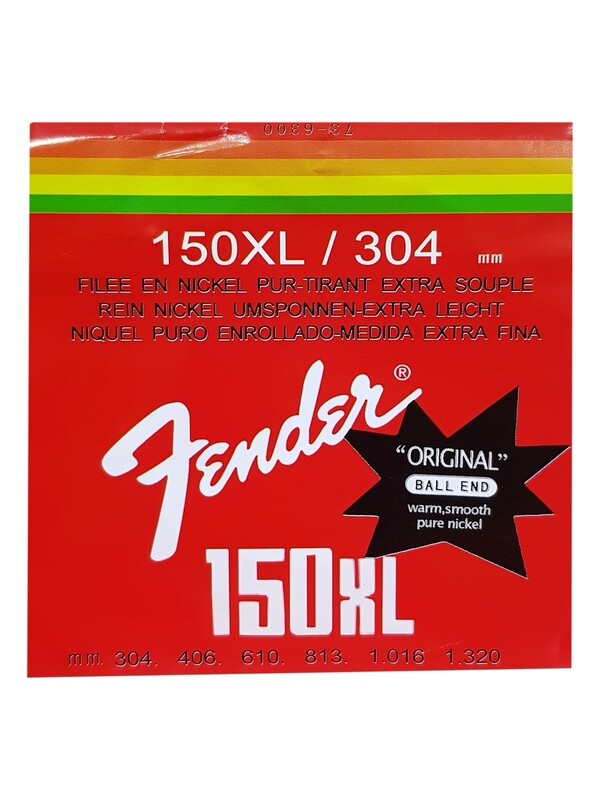 73-6300
150XL / 304 mm
FILEE EN NICKEL PUR-TIRANT EXTRA SOUPLE
REIN NICKEL UMSPONNEN-EXTRA LEICHT
NIQUEL PURO ENROLLADO-MEDIDA EXTRA FINA
Fender®
"ORIGINAL"
BALL END
warm,smooth
pure nickel
150XL
mm. 304. 406. 610. 813. 1.016 1.320